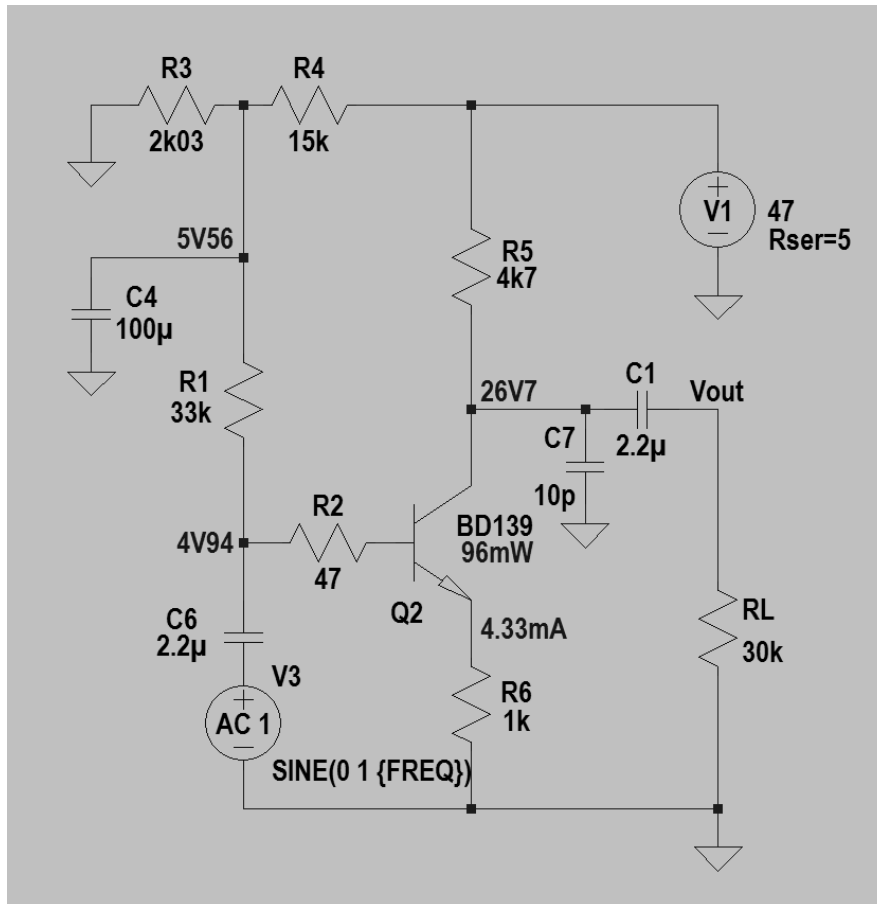 R3
R4
2k03
15k
V1
47
Rser=5
5V56
R5
4k7
C4
100µ
R1
33k
26V7
C1
Vout
C7
2.2µ
10p
R2
BD139
96mW
4V94
47
Q2
4.33mA
RL
30k
C6
2.2µ
V3
R6
1k
AC 1
SINE(0 1 {FREQ})